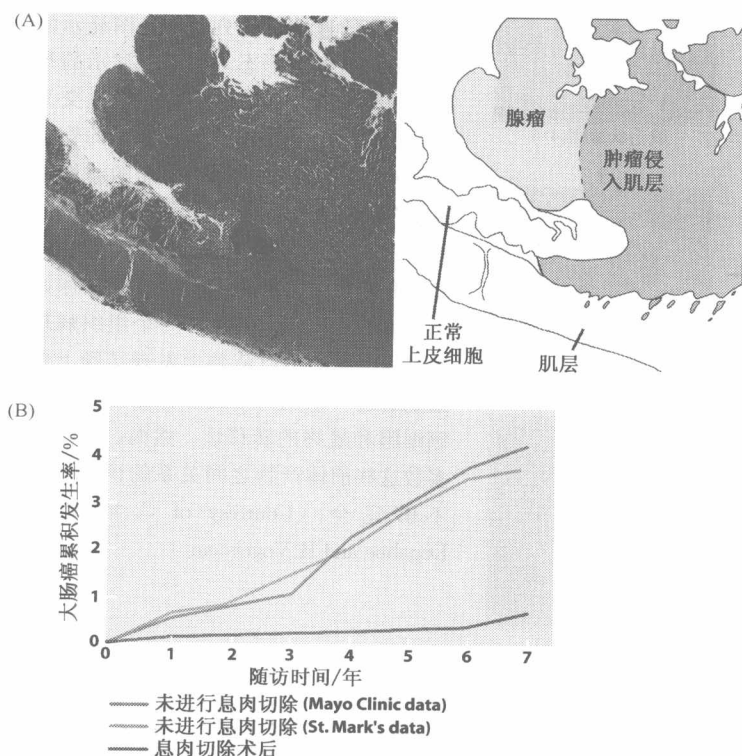 (A)
腺瘤
肿瘤侵
入肌层
正常
上皮细胞
肌层
(B)
大肠癌累积发生率/%
5
4
3
2
1
0
0 1 2 3 4 5 6 7
随访时间/年
未进行息肉切除 (Mayo Clinic data)
未进行息肉切除 (St. Mark's data)
息肉切除术后